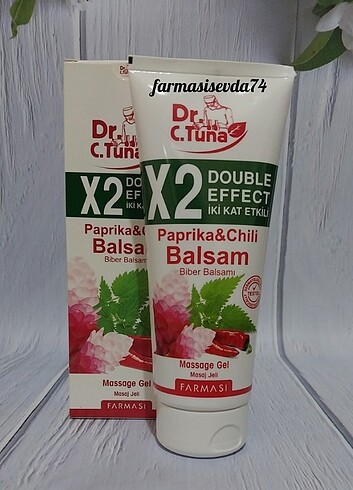 farmasisevda74
Dr.
C.Tuna
X2 DOUBLE
EFFECT
İKİ KAT ETKİLİ
Paprika&Chili
Balsam
Biber Balsamı
Massage Gel
Masaj Jeli
FARMASI
Dr.
C.Tuna
X2 DOUBLE
EFFECT
İKİ KAT
Paprika&
Balsa
Biber Balsamı
Massage Gel
Masaj Jeli
FARMASI